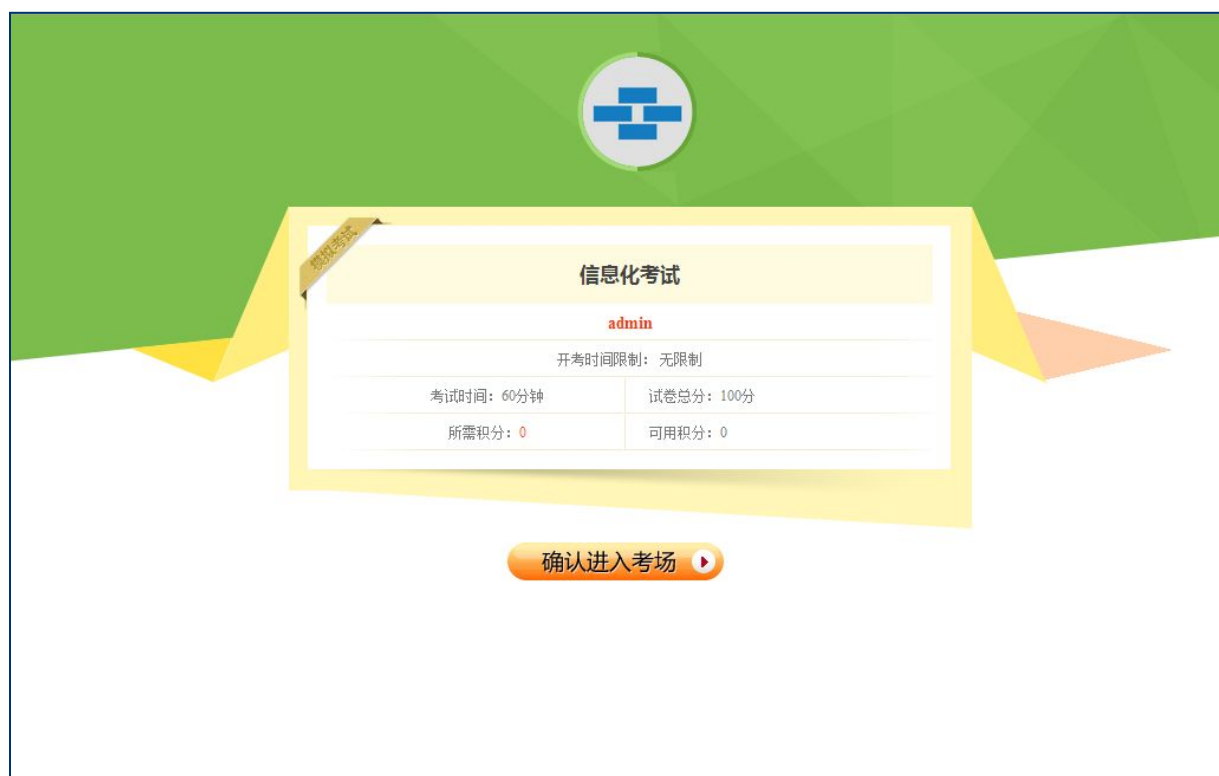 模拟考试
信息化考试
admin
开考时间限制：无限制
考试时间：60分钟 试卷总分：100分
所需积分：0 可用积分：0
确认进入考场